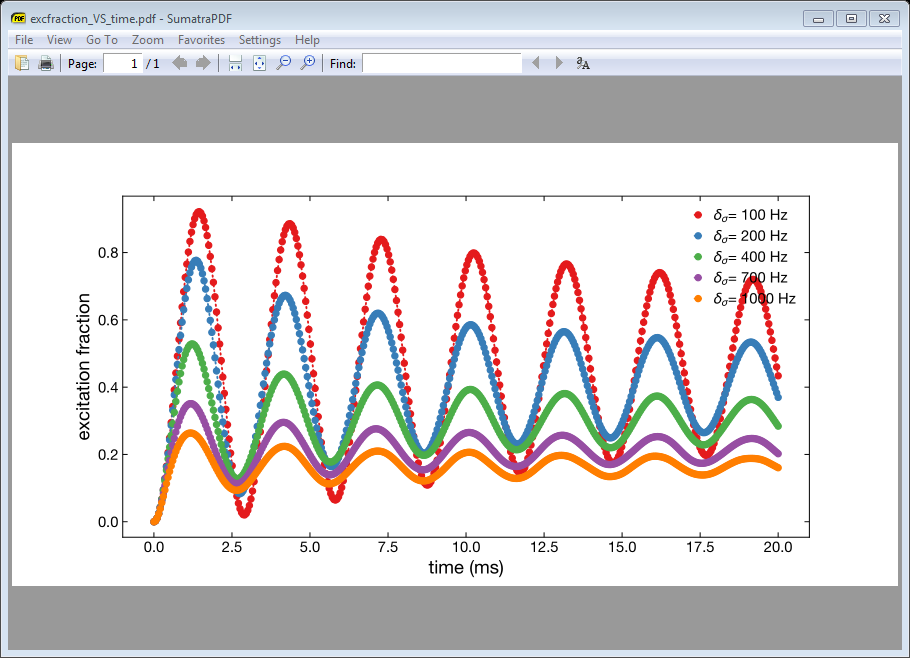 excfraction_VS_time.pdf - SumatraPDF
File View Go To Zoom Favorites Settings Help
Page: 1 / 1 Find:
δσ= 100 Hz
δσ= 200 Hz
δσ= 400 Hz
δσ= 700 Hz
δσ= 1000 Hz
0.8
0.6
0.4
0.2
0.0
excitation fraction
0.0 2.5 5.0 7.5 10.0 12.5 15.0 17.5 20.0
time (ms)